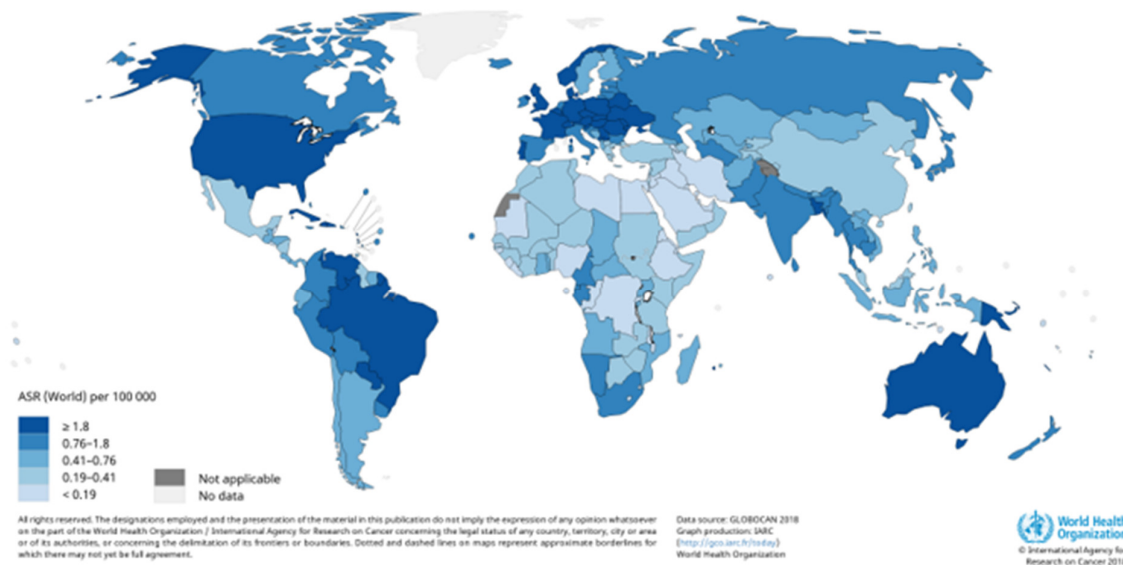 ASR (World) per 100 000
≥ 1.8
0.76–1.8
0.41–0.76
0.19–0.41
< 0.19
Not applicable
No data
All rights reserved. The designations employed and the presentation of the material in this publication do not imply the expression of any opinion whatsoever
on the part of the World Health Organization / International Agency for Research on Cancer concerning the legal status of any country, territory, city or area
or of its authorities, or concerning the delimitation of its frontiers or boundaries. Dotted and dashed lines on maps represent approximate borderlines for
which there may not yet be full agreement.
Data source: GLOBOCAN 2018
Graph production: IARC
(http://gco.iarc.fr/today)
World Health Organization
World Health
Organization
© International Agency for
Research on Cancer 2018